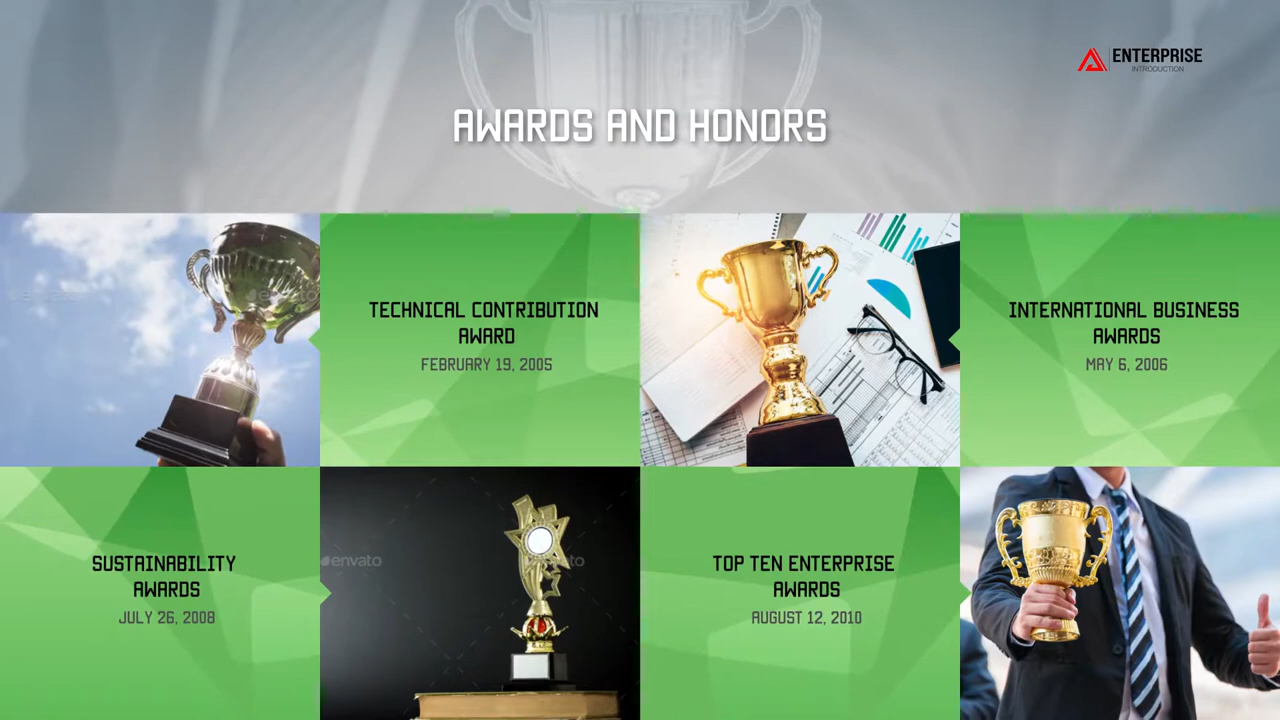 ENTERPRISE
INTRODUCTION
AWARDS AND HONORS
TECHNICAL CONTRIBUTION
AWARD
FEBRUARY 19, 2005
INTERNATIONAL BUSINESS
AWARDS
MAY 6, 2006
SUSTAINABILITY
AWARDS
JULY 26, 2008
envato
TOP TEN ENTERPRISE
AWARDS
AUGUST 12, 2010